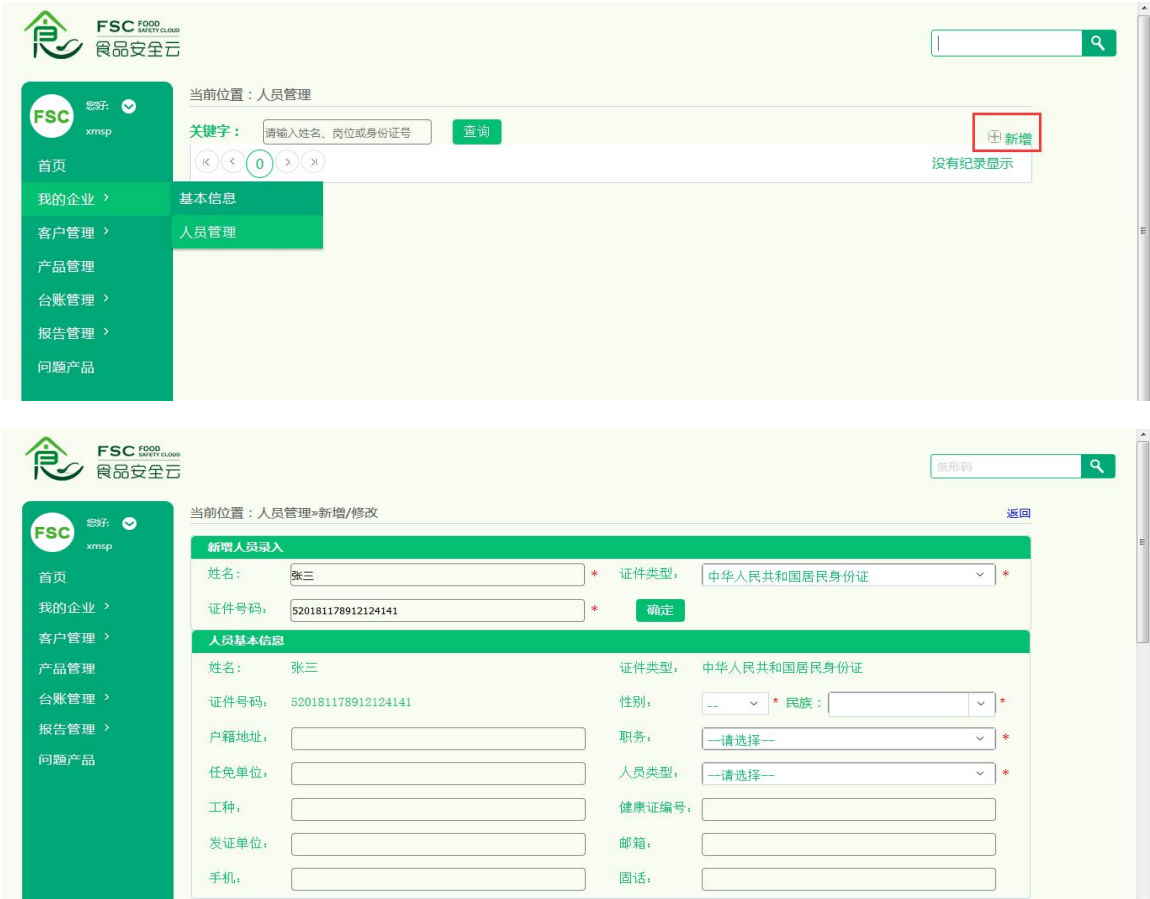 食 FSC FOOD SAFETY CLOUD
食品安全云
当前位置：人员管理
FSC 您好: xmsp
关键字： 请输入姓名、岗位或身份证号 查询 新增
0 没有纪录显示
首页
我的企业 > 基本信息
客户管理 > 人员管理
产品管理
台账管理 >
报告管理 >
问题产品
食 FSC FOOD SAFETY CLOUD
食品安全云
条形码
当前位置：人员管理»新增/修改 返回
FSC 您好: xmsp
首页
我的企业 >
客户管理 >
产品管理
台账管理 >
报告管理 >
问题产品
新增人员录入
姓名: 张三 * 证件类型: 中华人民共和国居民身份证 *
证件号码: 520181178912124141 * 确定
人员基本信息
姓名: 张三 证件类型: 中华人民共和国居民身份证
证件号码: 520181178912124141 性别: -- * 民族： *
户籍地址: 职务: --请选择-- *
任免单位: 人员类型: --请选择-- *
工种: 健康证编号:
发证单位: 邮箱:
手机: 固话: